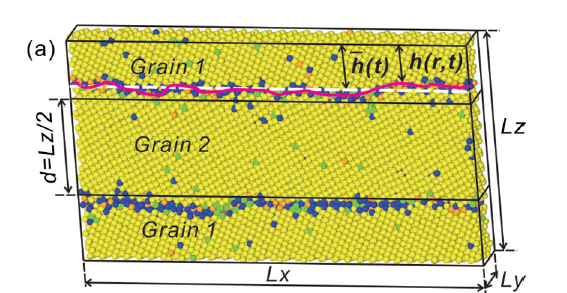 (a)
Grain 1
h̄(t)
h(r,t)
Grain 2
d=Lz/2
Lz
Grain 1
Lx
Ly